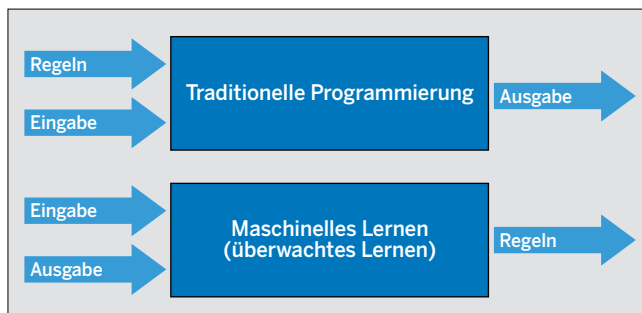 Regeln
Eingabe
Traditionelle Programmierung
Ausgabe
Eingabe
Ausgabe
Maschinelles Lernen
(überwachtes Lernen)
Regeln